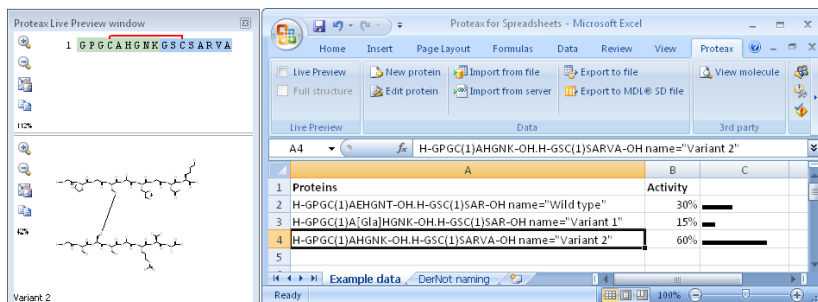 Proteax Live Preview window
1 GPGCAHGNKGSCSARVA
112%
42%
Variant 2
Proteax for Spreadsheets - Microsoft Excel
Home Insert Page Layout Formulas Data Review View Proteax
Live Preview New protein Import from file Export to file View molecule
Full structure Edit protein Import from server Export to MDL® SD file
Live Preview Data 3rd party
A4 fx H-GPGC(1)AHGNK-OH.H-GSC(1)SARVA-OH name="Variant 2"
A B C
1 Proteins Activity
2 H-GPGC(1)AEHGNT-OH.H-GSC(1)SAR-OH name="Wild type" 30%
3 H-GPGC(1)A[Gla]HGNK-OH.H-GSC(1)SAR-OH name="Variant 1" 15%
4 H-GPGC(1)AHGNK-OH.H-GSC(1)SARVA-OH name="Variant 2" 60%
5
Example data DerNot naming
Ready 100%